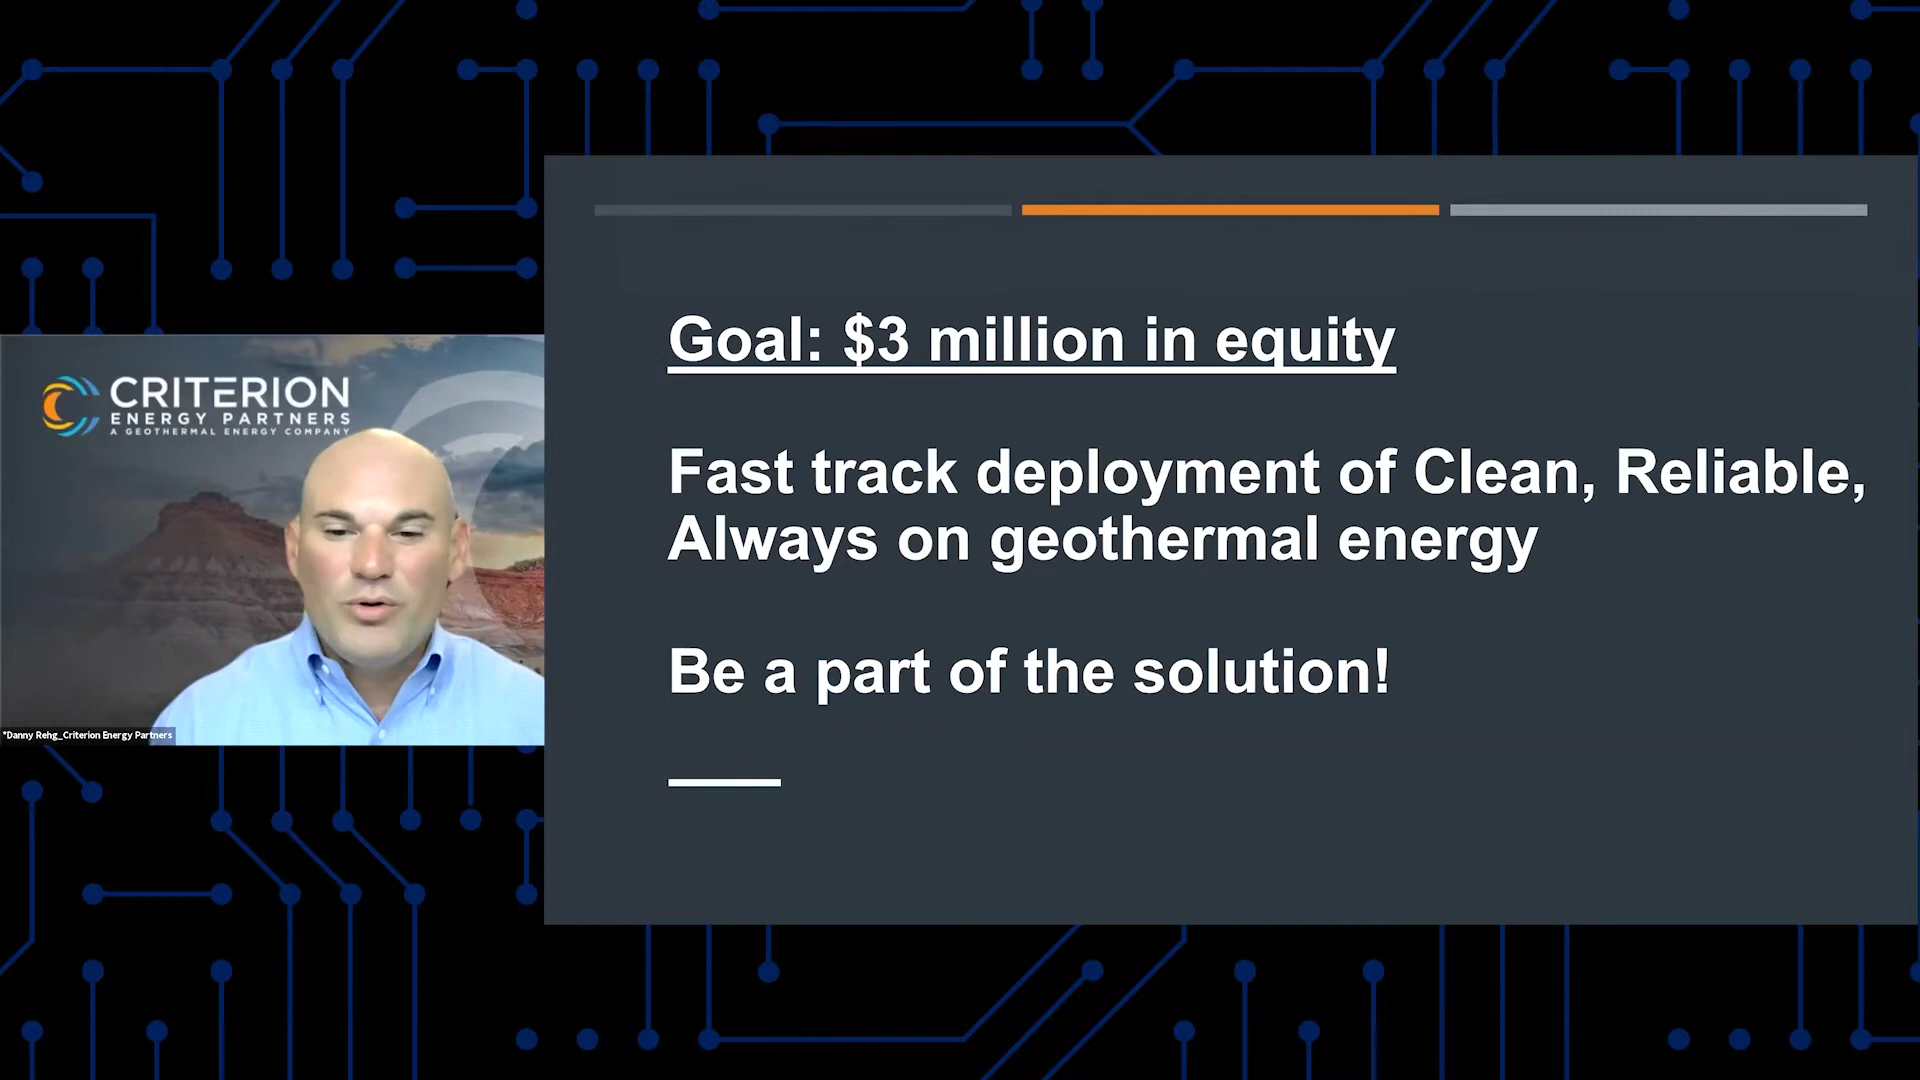 CRITERION
ENERGY PARTNERS
A GEOTHERMAL ENERGY COMPANY
*Danny Rehg_Criterion Energy Partners
Goal: $3 million in equity
Fast track deployment of Clean, Reliable,
Always on geothermal energy
Be a part of the solution!